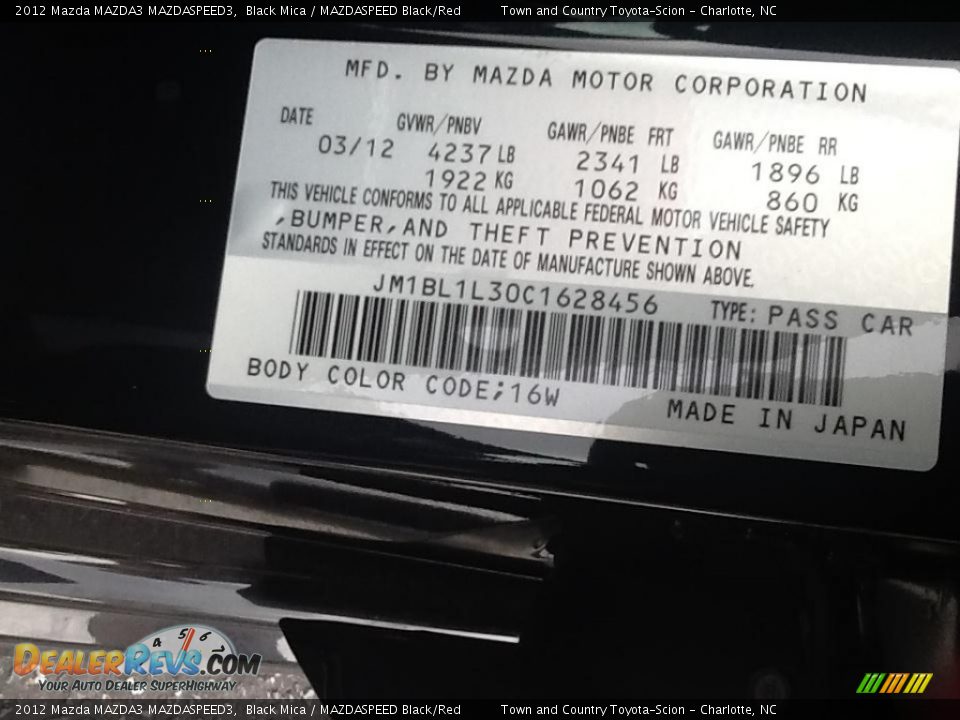 2012 Mazda MAZDA3 MAZDASPEED3, Black Mica / MAZDASPEED Black/Red Town and Country Toyota-Scion - Charlotte, NC
MFD. BY MAZDA MOTOR CORPORATION
DATE GVWR/PNBV GAWR/PNBE FRT GAWR/PNBE RR
03/12 4237 LB 2341 LB 1896 LB
1922 KG 1062 KG 860 KG
THIS VEHICLE CONFORMS TO ALL APPLICABLE FEDERAL MOTOR VEHICLE SAFETY
,BUMPER,AND THEFT PREVENTION
STANDARDS IN EFFECT ON THE DATE OF MANUFACTURE SHOWN ABOVE.
JM1BL1L30C1628456 TYPE: PASS CAR
BODY COLOR CODE;16W
MADE IN JAPAN
4 5 6
DEALERREVS.COM
YOUR AUTO DEALER SUPERHIGHWAY
2012 Mazda MAZDA3 MAZDASPEED3, Black Mica / MAZDASPEED Black/Red Town and Country Toyota-Scion - Charlotte, NC